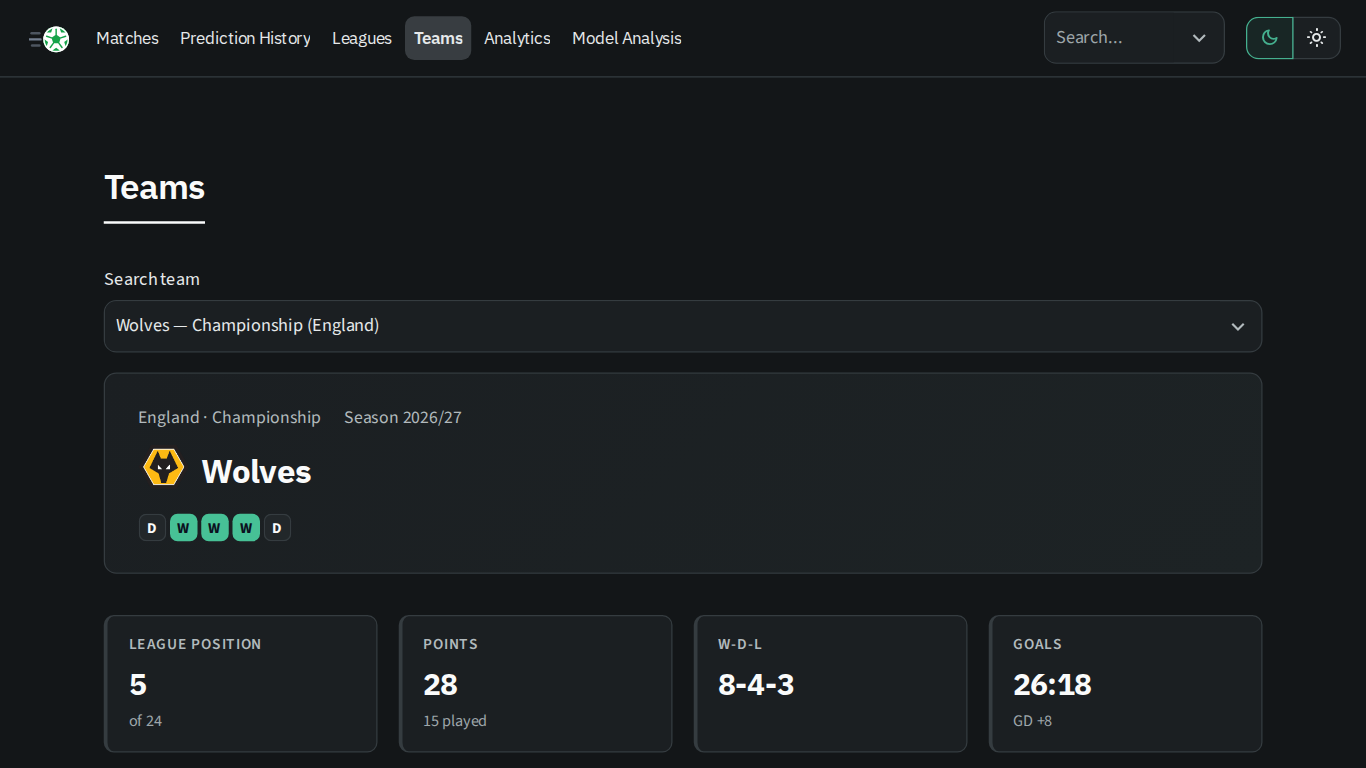 Matches Prediction History Leagues Teams Analytics Model Analysis Search...
Teams
Search team
Wolves — Championship (England)
England · Championship Season 2026/27
Wolves
D W W W D
LEAGUE POSITION POINTS W-D-L GOALS
5 28 8-4-3 26:18
of 24 15 played GD +8